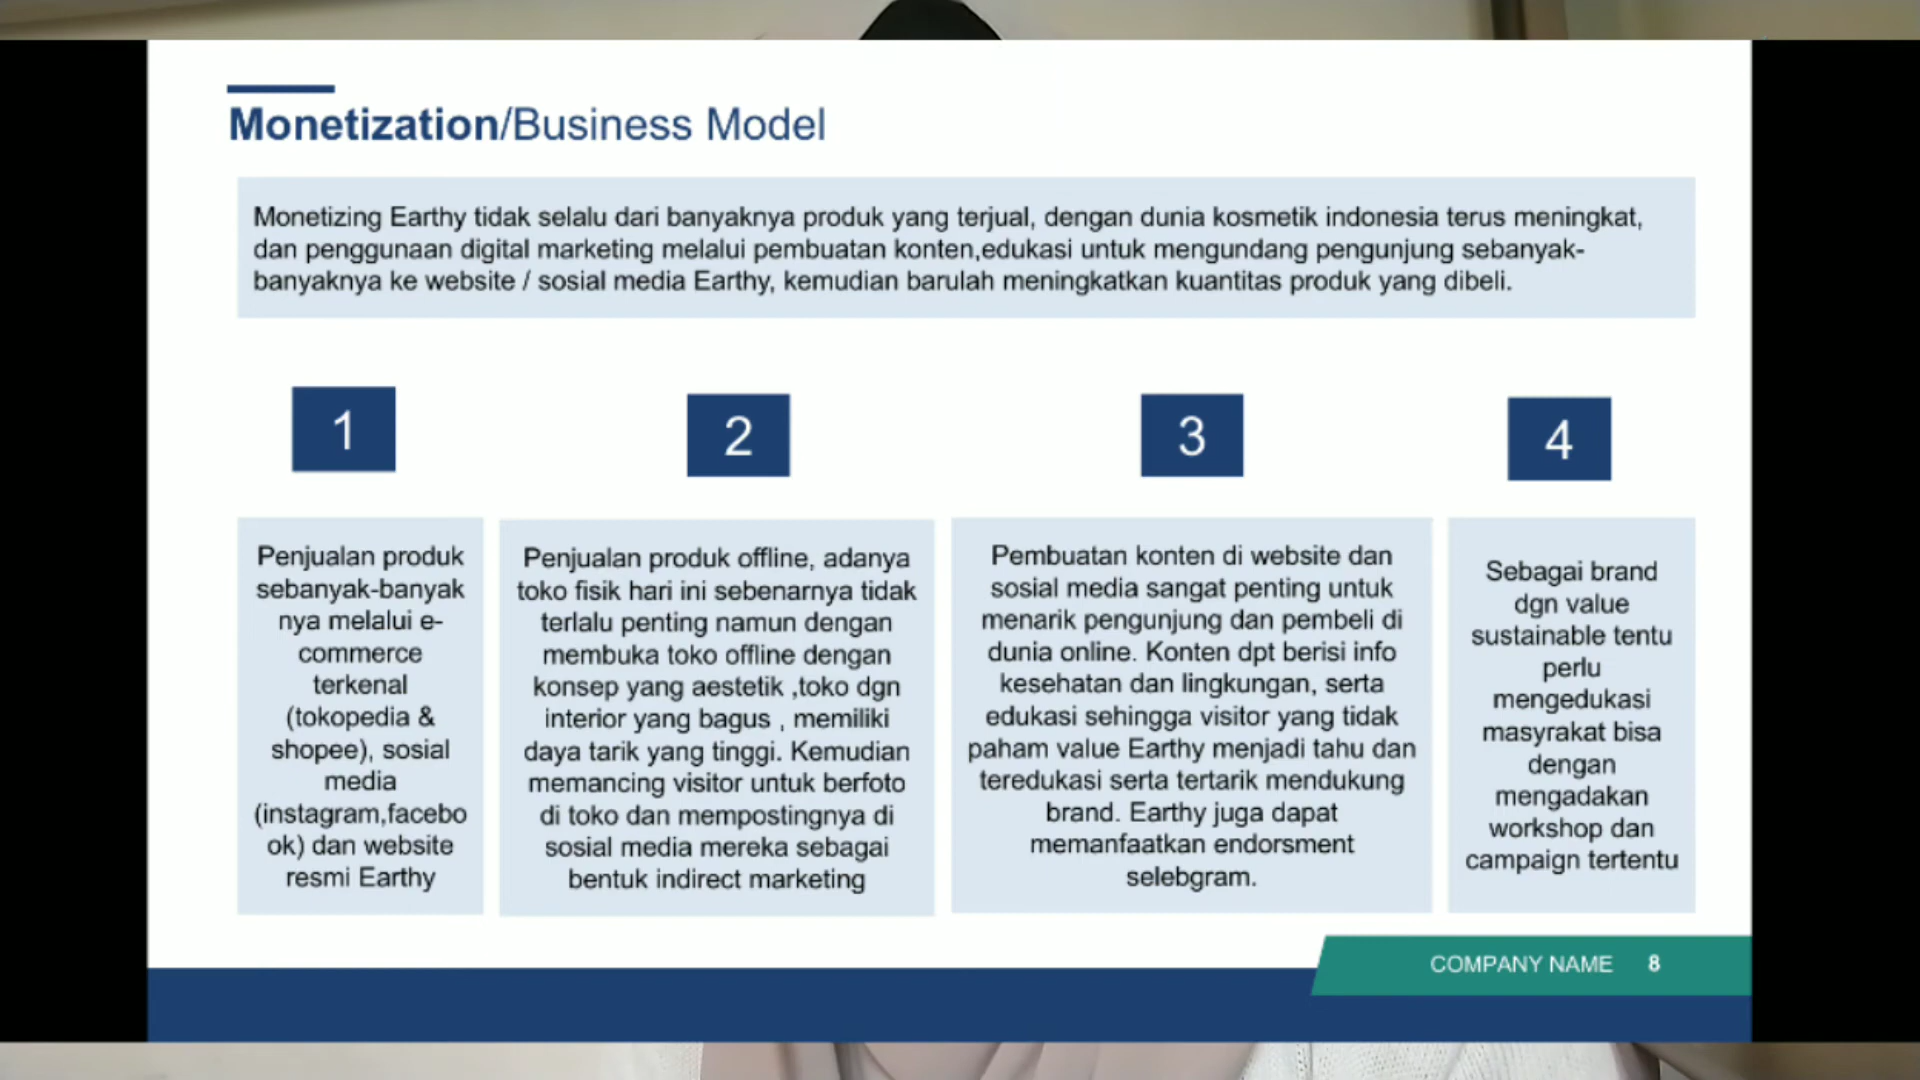 Monetization/Business Model
Monetizing Earthy tidak selalu dari banyaknya produk yang terjual, dengan dunia kosmetik indonesia terus meningkat,
dan penggunaan digital marketing melalui pembuatan konten,edukasi untuk mengundang pengunjung sebanyak-
banyaknya ke website / sosial media Earthy, kemudian barulah meningkatkan kuantitas produk yang dibeli.
1
Penjualan produk
sebanyak-banyak
nya melalui e-
commerce
terkenal
(tokopedia &
shopee), sosial
media
(instagram,facebo
ok) dan website
resmi Earthy
2
Penjualan produk offline, adanya
toko fisik hari ini sebenarnya tidak
terlalu penting namun dengan
membuka toko offline dengan
konsep yang aestetik ,toko dgn
interior yang bagus , memiliki
daya tarik yang tinggi. Kemudian
memancing visitor untuk berfoto
di toko dan mempostingnya di
sosial media mereka sebagai
bentuk indirect marketing
3
Pembuatan konten di website dan
sosial media sangat penting untuk
menarik pengunjung dan pembeli di
dunia online. Konten dpt berisi info
kesehatan dan lingkungan, serta
edukasi sehingga visitor yang tidak
paham value Earthy menjadi tahu dan
teredukasi serta tertarik mendukung
brand. Earthy juga dapat
memanfaatkan endorsment
selebgram.
4
Sebagai brand
dgn value
sustainable tentu
perlu
mengedukasi
masyrakat bisa
dengan
mengadakan
workshop dan
campaign tertentu
COMPANY NAME 8